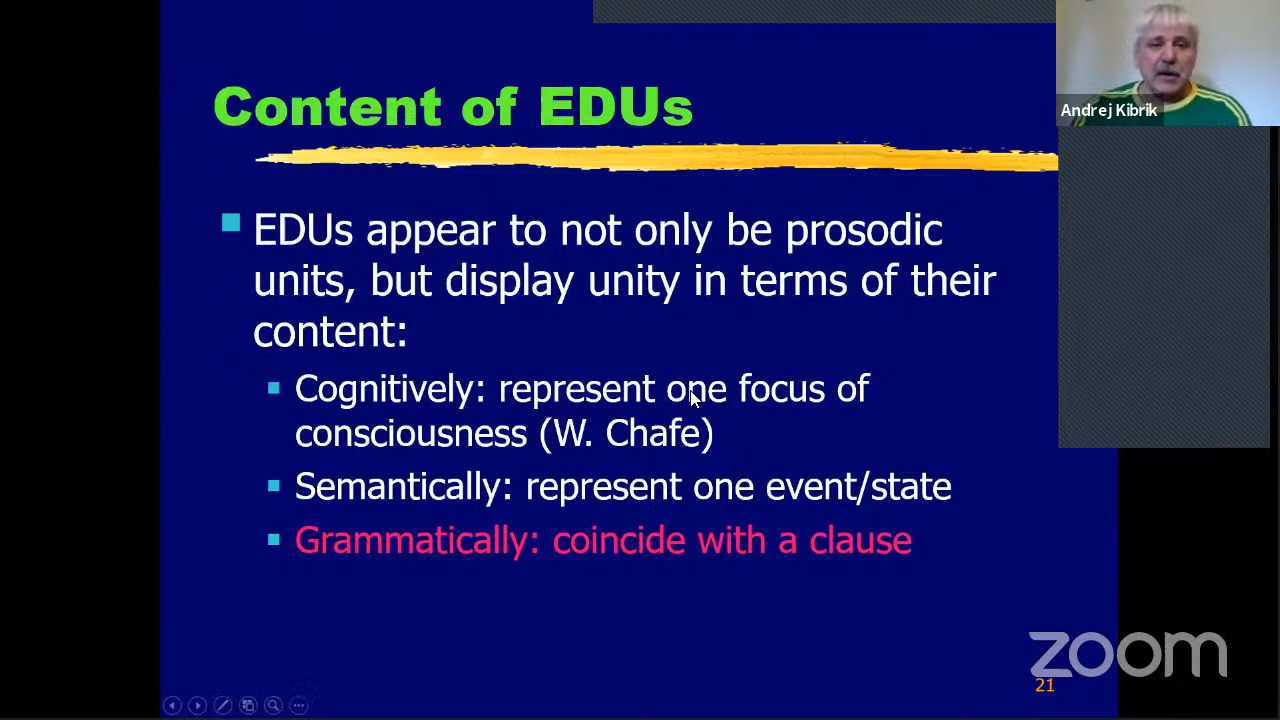 Content of EDUs
Andrej Kibrik
EDUs appear to not only be prosodic
units, but display unity in terms of their
content:
Cognitively: represent one focus of
consciousness (W. Chafe)
Semantically: represent one event/state
Grammatically: coincide with a clause
zoom
21